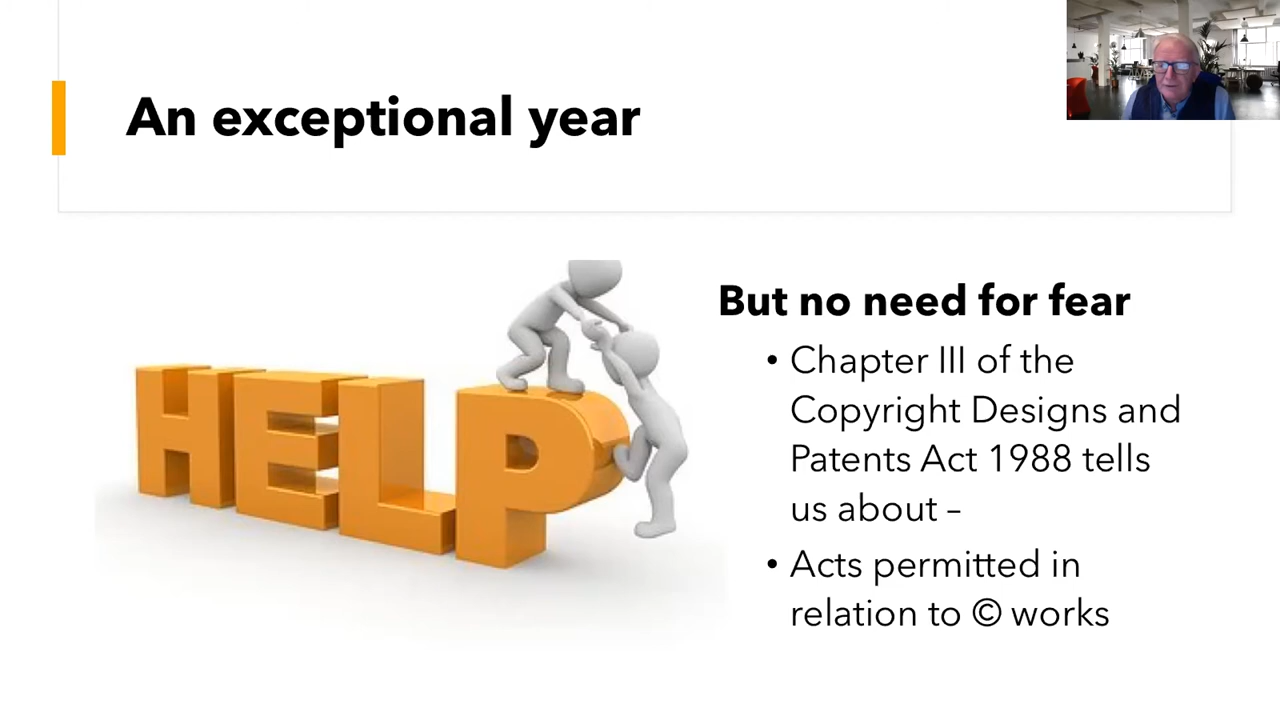 An exceptional year
HELP
But no need for fear
• Chapter III of the
Copyright Designs and
Patents Act 1988 tells
us about –
• Acts permitted in
relation to © works